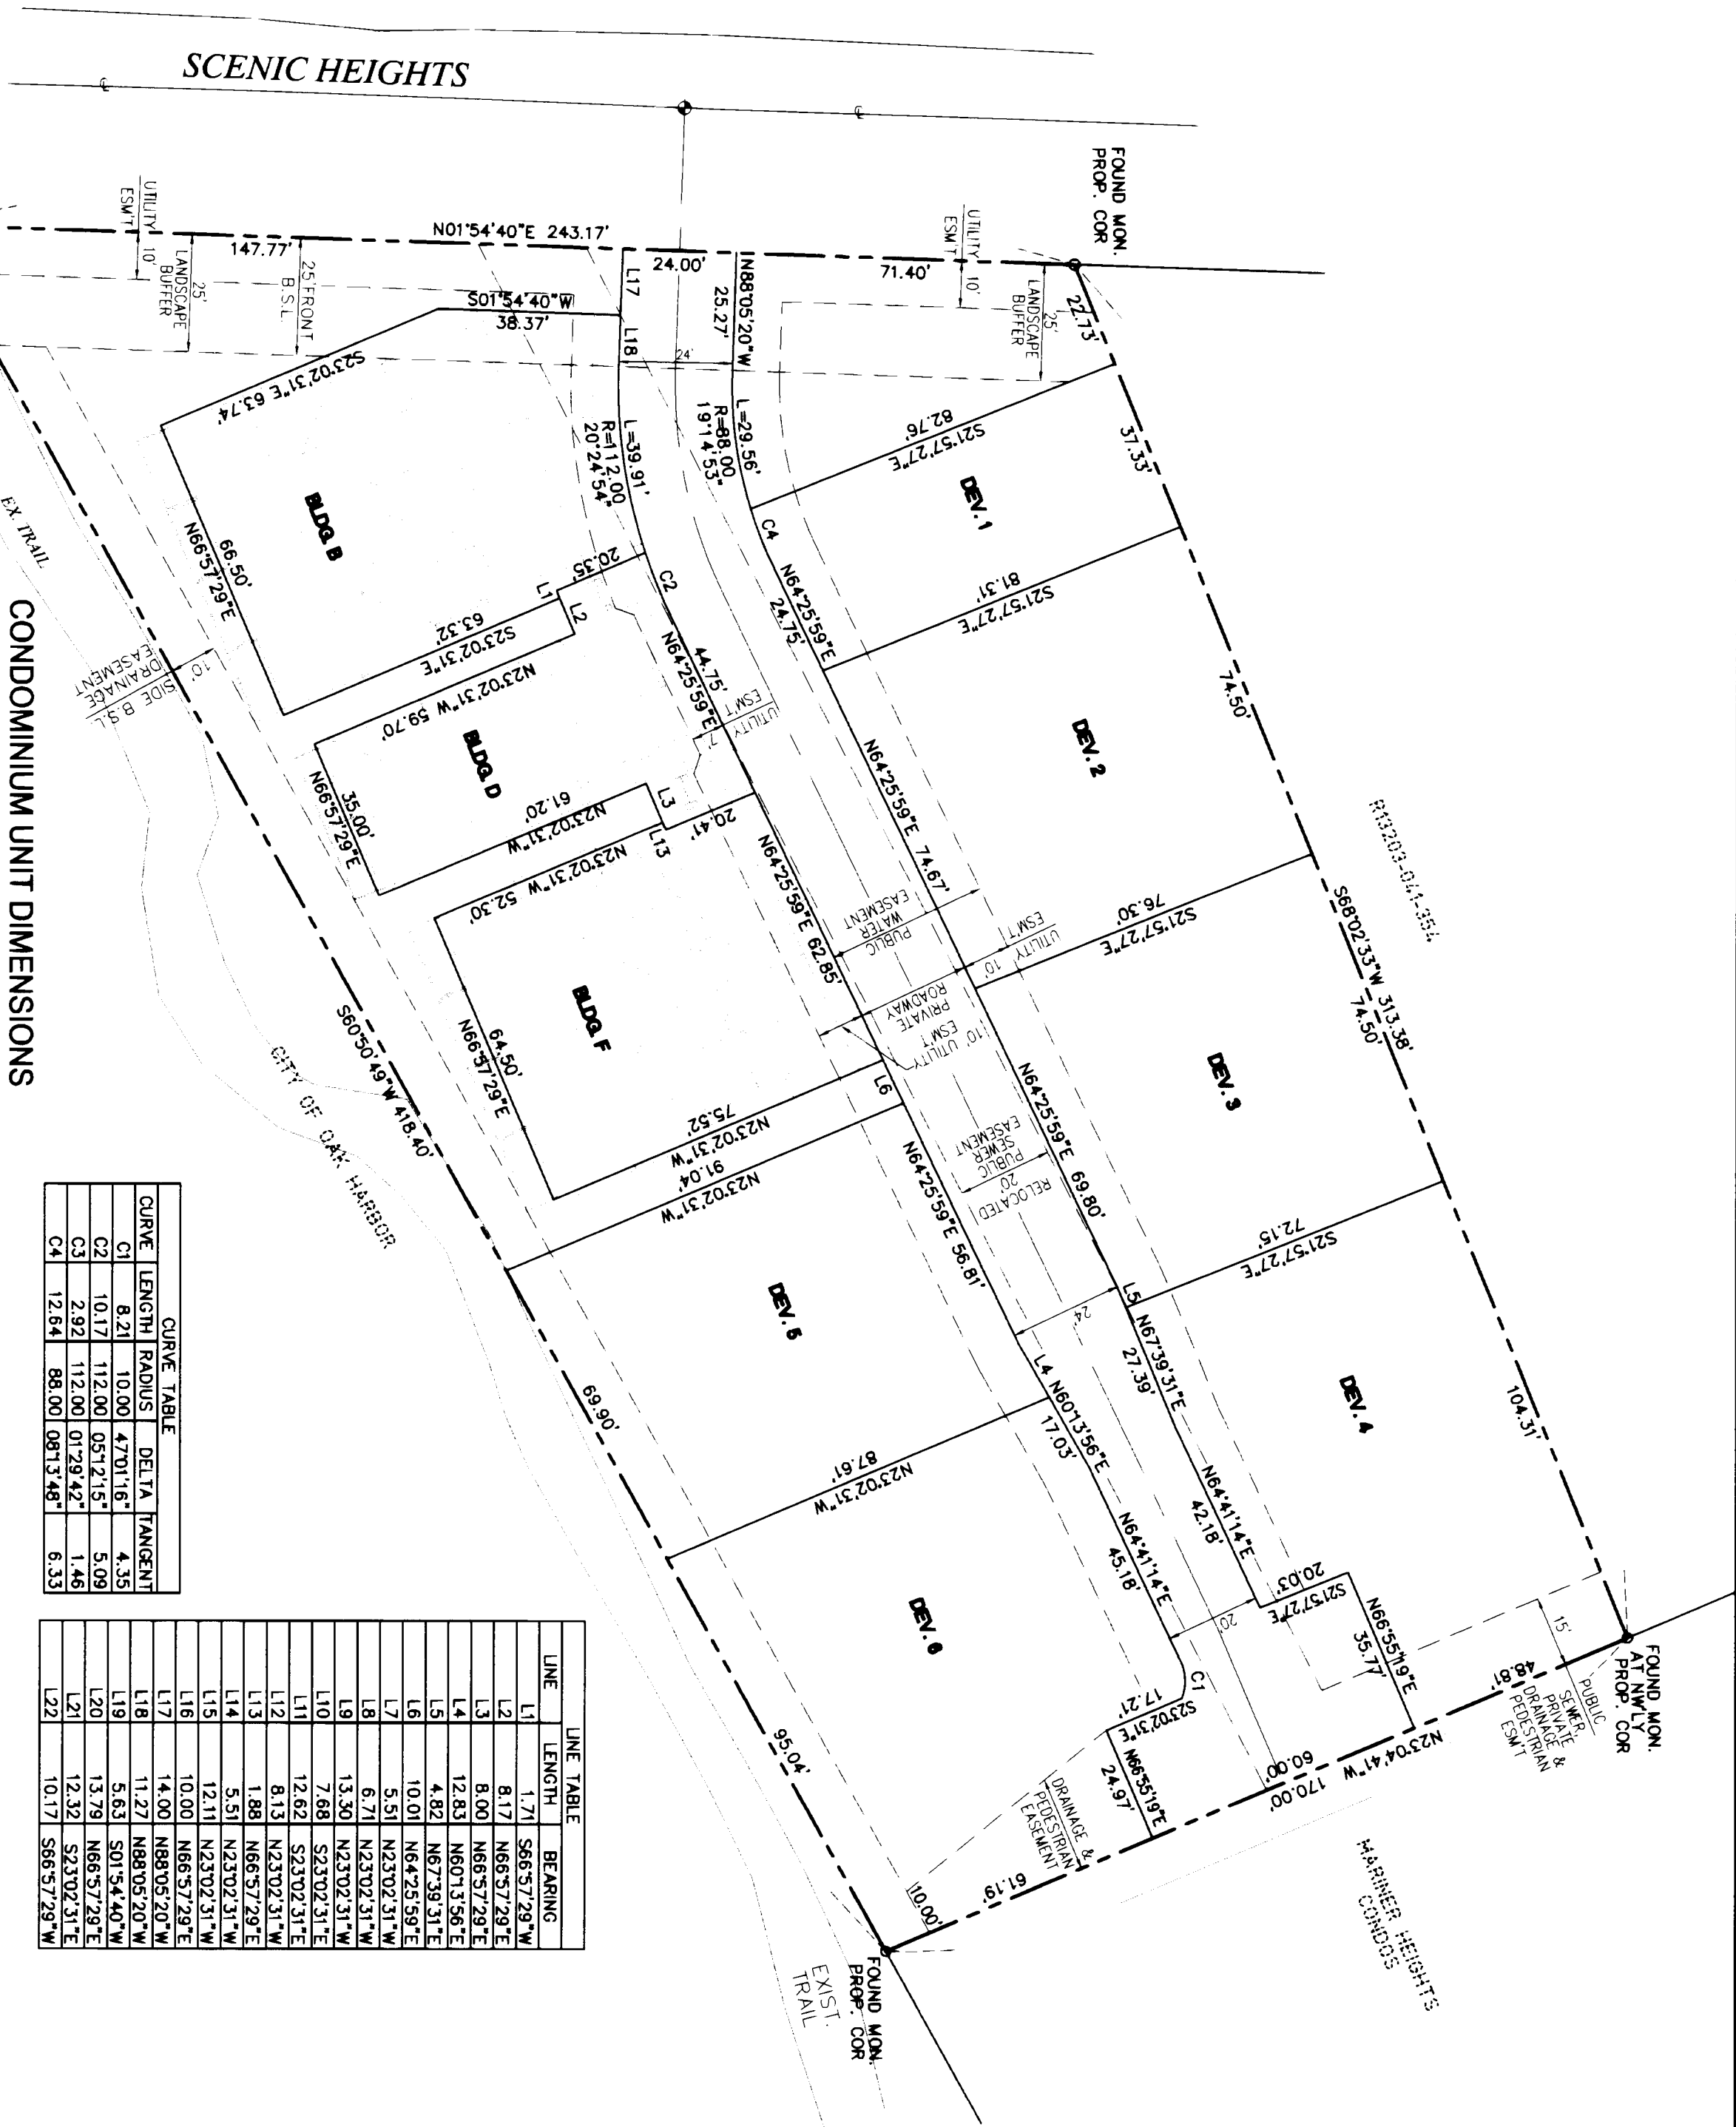 SCENIC HEIGHTS
℄
℄
FOUND MON.
PROP. COR
UTILITY 10'
ESM'T
25'
LANDSCAPE
BUFFER
25' FRONT
B.S.L.
UTILITY 10'
ESM'T
25'
LANDSCAPE
BUFFER
N01°54'40"E 243.17'
147.77'
24.00'
71.40'
22.73'
L17
L18
S01°54'40"W
38.37'
N88°05'20"W
25.27'
24'
L=29.56'
R=88.00
19°14'53"
L=39.91'
R=112.00
20°24'54"
S23°02'31"E 63.74'
BLDG. B
66.50'
N66°57'29"E
20.35'
L1
L2
63.32'
S23°02'31"E
C2
C4
82.76'
S21°57'27"E
DEV. 1
37.33'
N64°25'59"E
24.75'
81.31'
S21°57'27"E
44.75'
N64°25'59"E
UTILITY
ESM'T
7'
N23°02'31"W 59.70'
BLDG. D
35.00'
N66°57'29"E
61.20'
N23°02'31"W
L3
L13
20.41'
DEV. 2
74.50'
N64°25'59"E 74.67'
76.30'
S21°57'27"E
R13203-041-354
S68°02'33"W 313.38'
74.50'
PUBLIC
WATER
EASEMENT
UTILITY
ESM'T
10'
PRIVATE
ROADWAY
10' UTILITY
ESM'T
N64°25'59"E 62.85'
N23°02'31"W
52.30'
BLDG. F
64.50'
N66°57'29"E
75.52'
N23°02'31"W
L6
91.04'
N23°02'31"W
DEV. 3
N64°25'59"E 69.80'
RELOCATED
20'
PUBLIC
SEWER
EASEMENT
72.15'
S21°57'27"E
N64°25'59"E 56.81'
24'
L5
N67°39'31"E
27.39'
DEV. 4
104.31'
L4
N60°13'56"E
17.03'
DEV. 5
69.90'
87.61'
N23°02'31"W
N64°41'14"E
42.18'
N64°41'14"E
45.18'
20.03'
S21°57'27"E
20'
N66°55'19"E
35.77'
C1
17.21'
S23°02'31"E
DEV. 6
95.04'
N66°55'19"E
24.97'
60.00'
170.00'
N23°04'41"W
48.81'
15'
PUBLIC
SEWER,
PRIVATE
DRAINAGE &
PEDESTRIAN
ESM'T
FOUND MON.
AT NW'LY
PROP. COR
DRAINAGE &
PEDESTRIAN
EASEMENT
61.19'
10.00'
MARINER HEIGHTS
CONDOS
FOUND MON.
PROP. COR
EXIST.
TRAIL
EX. TRAIL
10'
SIDE B.S.L.
DRAINAGE
EASEMENT
S60°50'49"W 418.40'
CITY OF OAK HARBOR
CONDOMINIUM UNIT DIMENSIONS
CURVE TABLE
CURVE LENGTH RADIUS DELTA TANGENT
C1 8.21 10.00 47°01'16" 4.35
C2 10.17 112.00 05°12'15" 5.09
C3 2.92 112.00 01°29'42" 1.46
C4 12.64 88.00 08°13'48" 6.33
LINE TABLE
LINE LENGTH BEARING
L1 1.71 S66°57'29"W
L2 8.17 N66°57'29"E
L3 8.00 N66°57'29"E
L4 12.83 N60°13'56"E
L5 4.82 N67°39'31"E
L6 10.01 N64°25'59"E
L7 5.51 N23°02'31"W
L8 6.71 N23°02'31"W
L9 13.30 N23°02'31"W
L10 7.68 S23°02'31"E
L11 12.62 S23°02'31"E
L12 8.13 N23°02'31"W
L13 1.88 N66°57'29"E
L14 5.51 N23°02'31"W
L15 12.11 N23°02'31"W
L16 10.00 N66°57'29"E
L17 14.00 N88°05'20"W
L18 11.27 N88°05'20"W
L19 5.63 S01°54'40"W
L20 13.79 N66°57'29"E
L21 12.32 S23°02'31"E
L22 10.17 S66°57'29"W